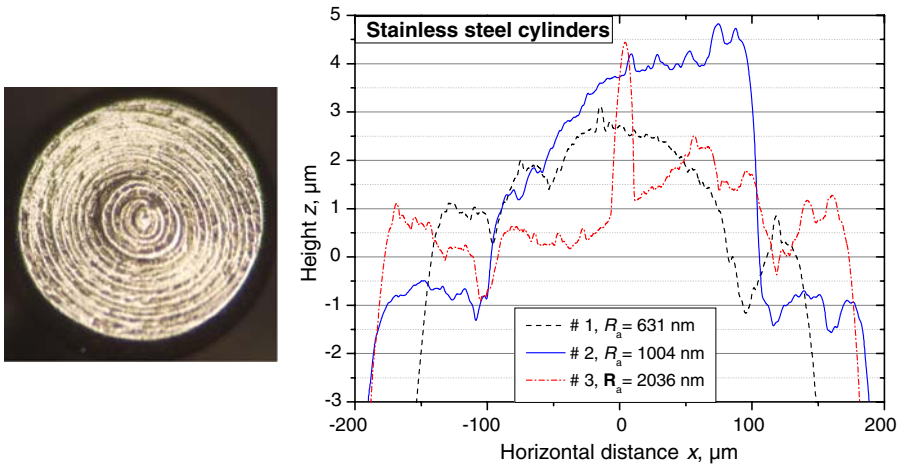 Stainless steel cylinders
Height z, µm
5
4
3
2
1
0
-1
-2
-3
# 1, Ra = 631 nm
# 2, Ra = 1004 nm
# 3, Ra = 2036 nm
-200 -100 0 100 200
Horizontal distance x, µm